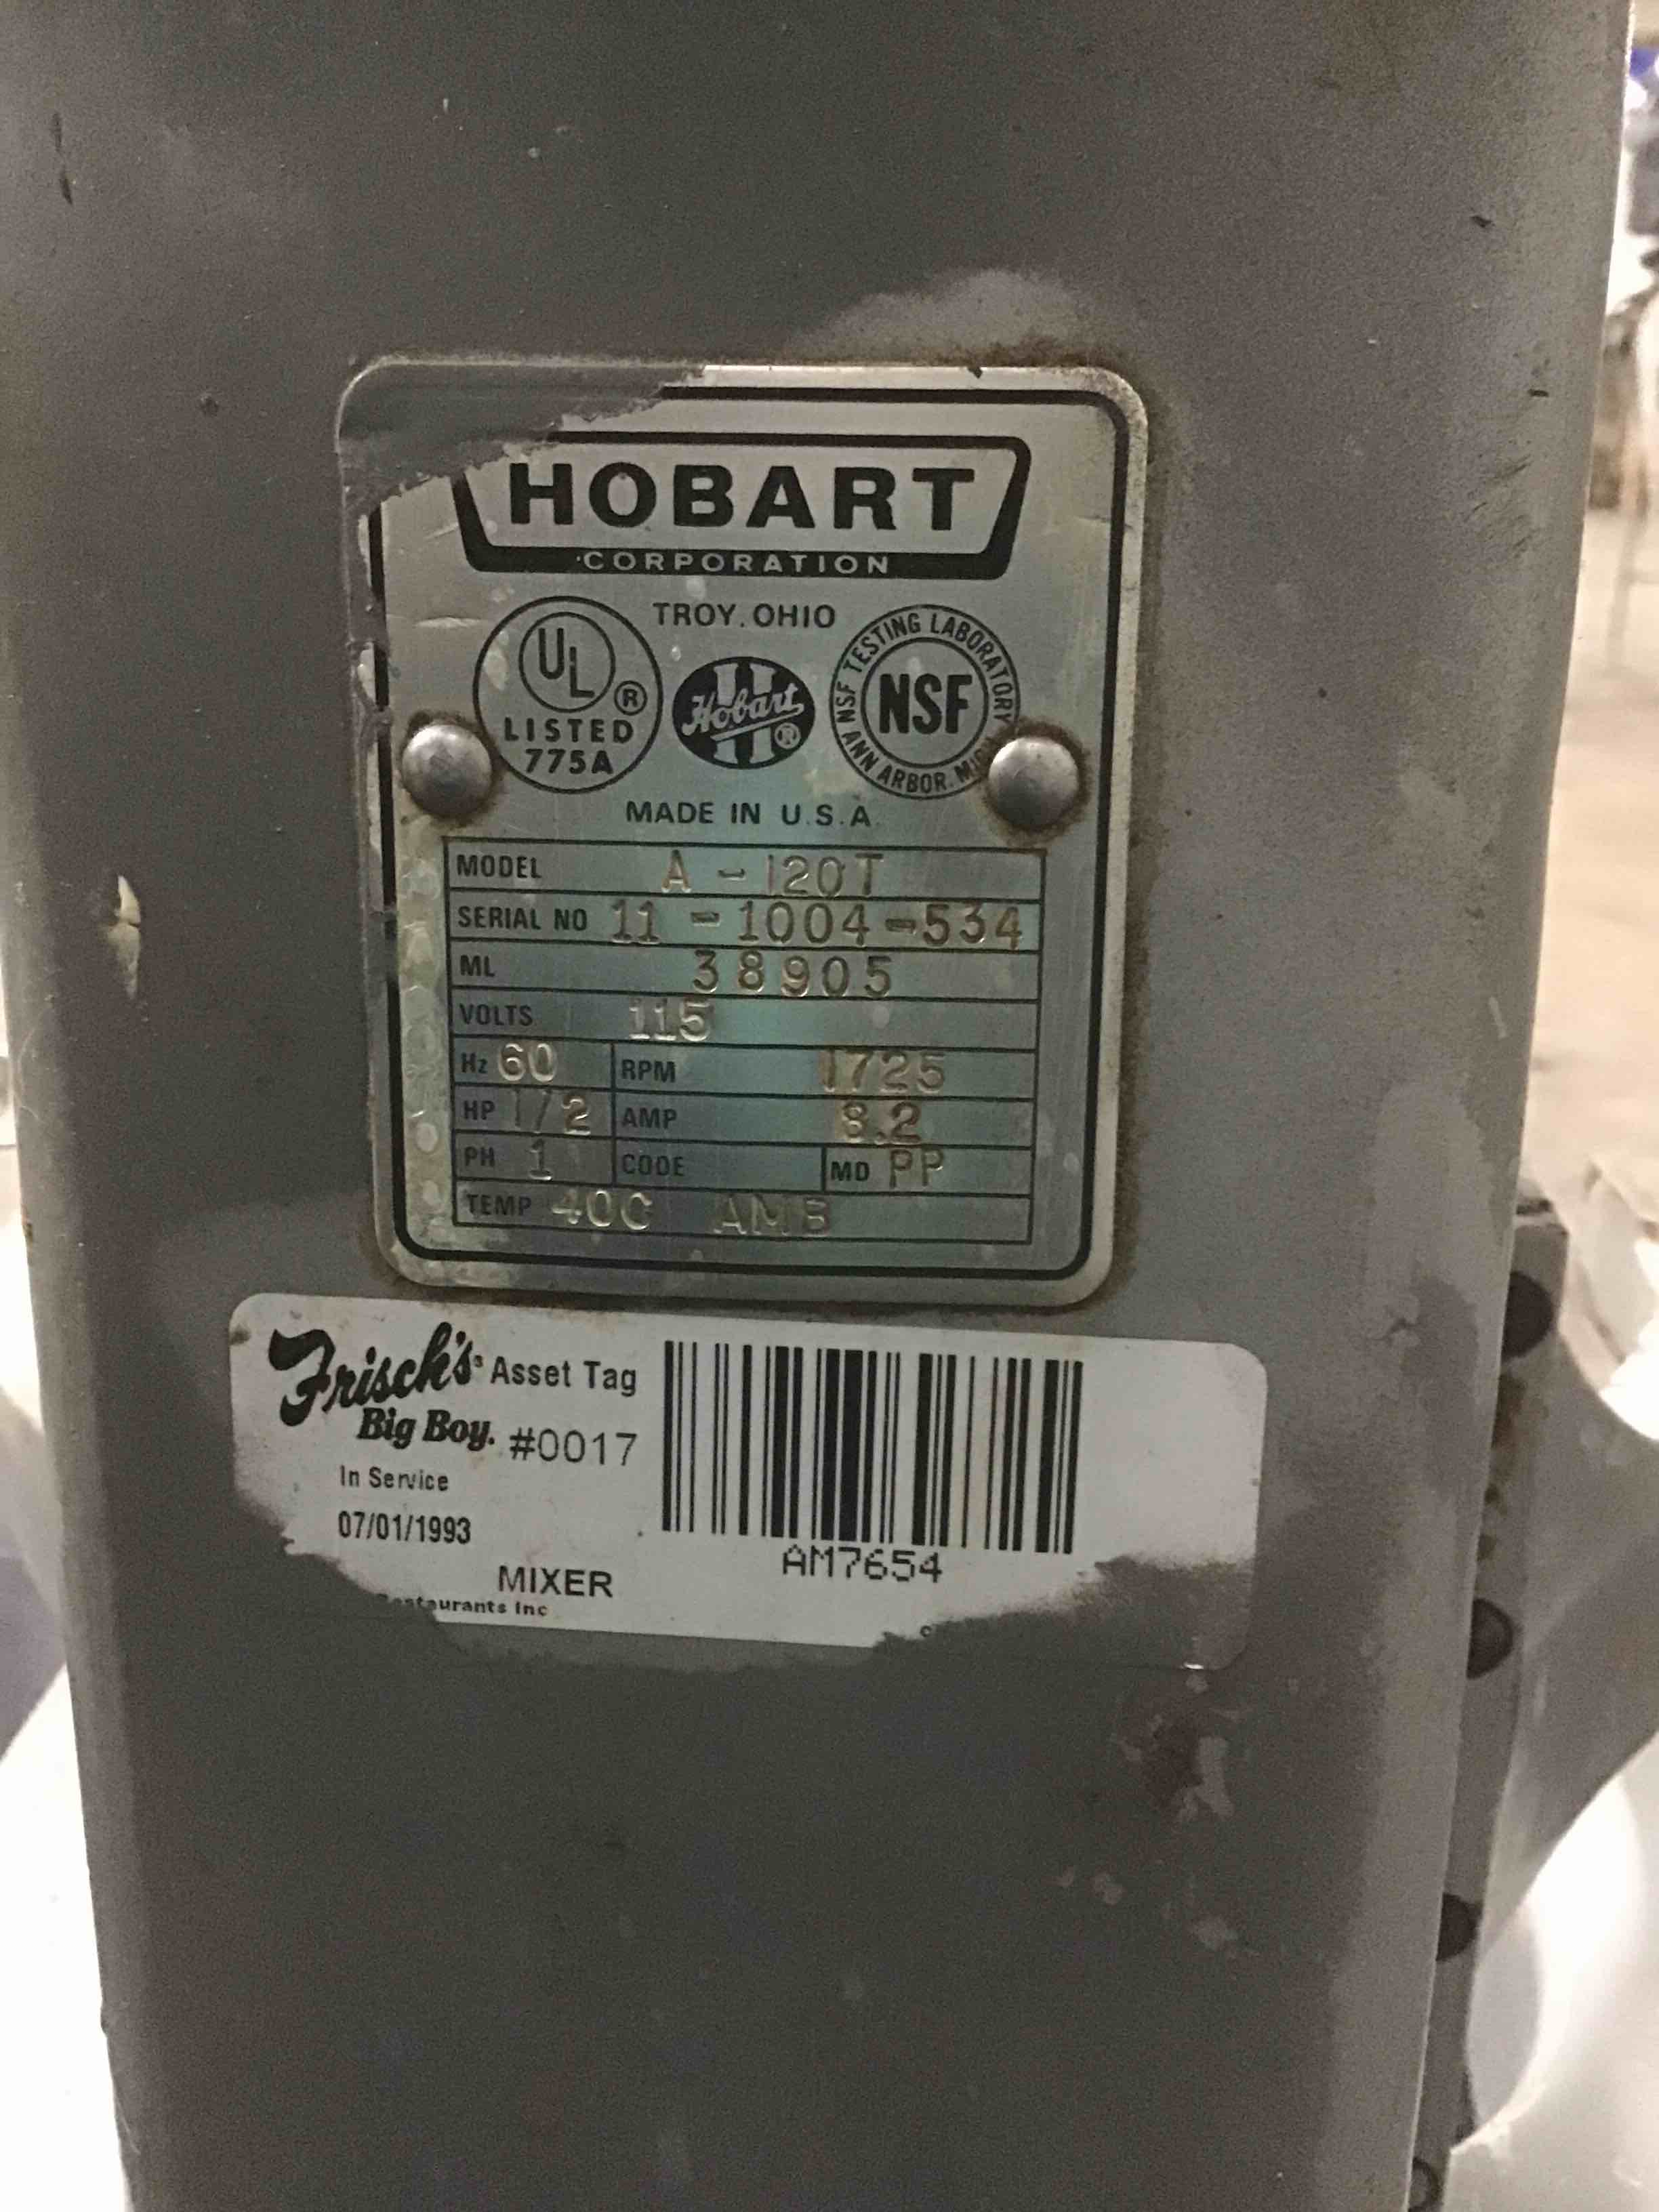 HOBART
CORPORATION
TROY, OHIO
UL ®
LISTED
775A
Hobart ®
NSF TESTING LABORATORY
NSF
ANN ARBOR, MICH
MADE IN U.S.A.
MODEL A-120T
SERIAL NO 11-1004-534
ML 38905
VOLTS 115
Hz 60 RPM 1725
HP 1/2 AMP 8.2
PH 1 CODE MD PP
TEMP 40C AMB
Frisch's Asset Tag
Big Boy. #0017
In Service
07/01/1993
MIXER
AM7654
Inc